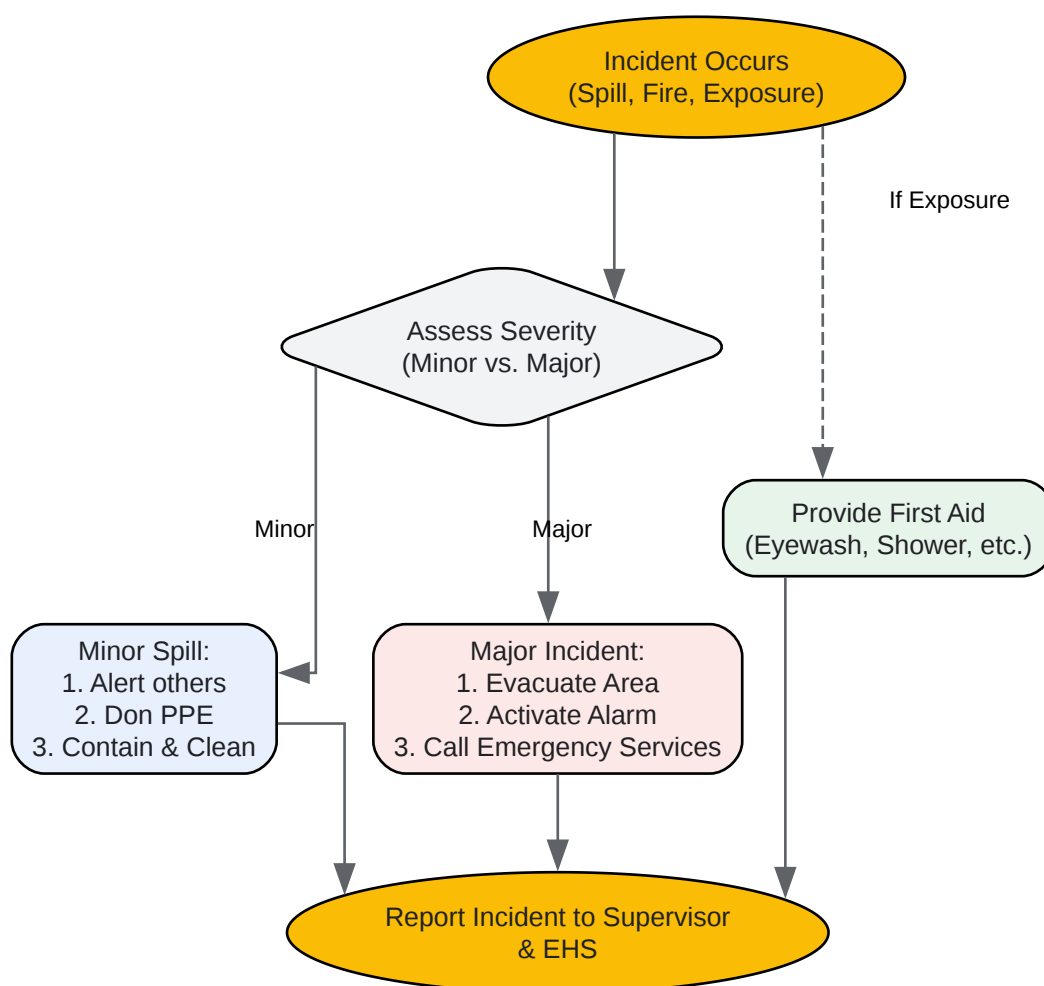 Incident Occurs
(Spill, Fire, Exposure)
If Exposure
Assess Severity
(Minor vs. Major)
Minor
Major
Provide First Aid
(Eyewash, Shower, etc.)
Minor Spill:
1. Alert others
2. Don PPE
3. Contain & Clean
Major Incident:
1. Evacuate Area
2. Activate Alarm
3. Call Emergency Services
Report Incident to Supervisor
& EHS